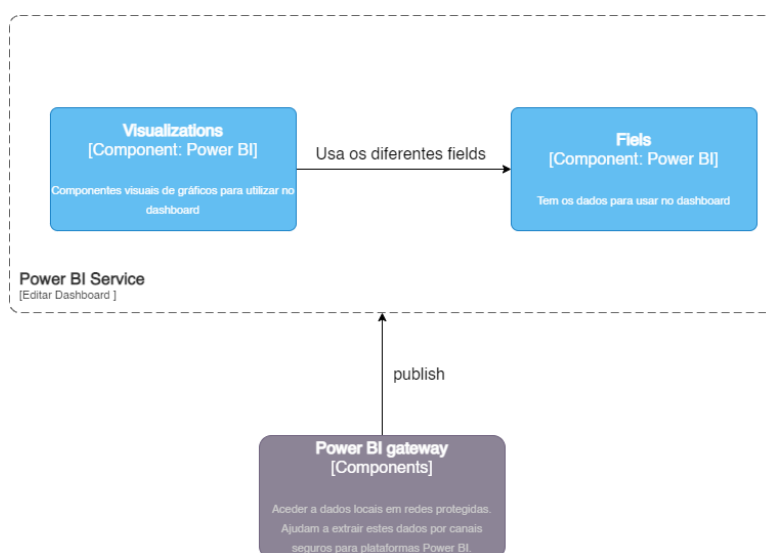 Visualizations
[Component: Power BI]
Componentes visuais de gráficos para utilizar no
dashboard
Usa os diferentes fields
Fiels
[Component: Power BI]
Tem os dados para usar no dashboard
Power BI Service
[Editar Dashboard ]
publish
Power BI gateway
[Components]
Aceder a dados locais em redes protegidas.
Ajudam a extrair estes dados por canais
seguros para plataformas Power BI.